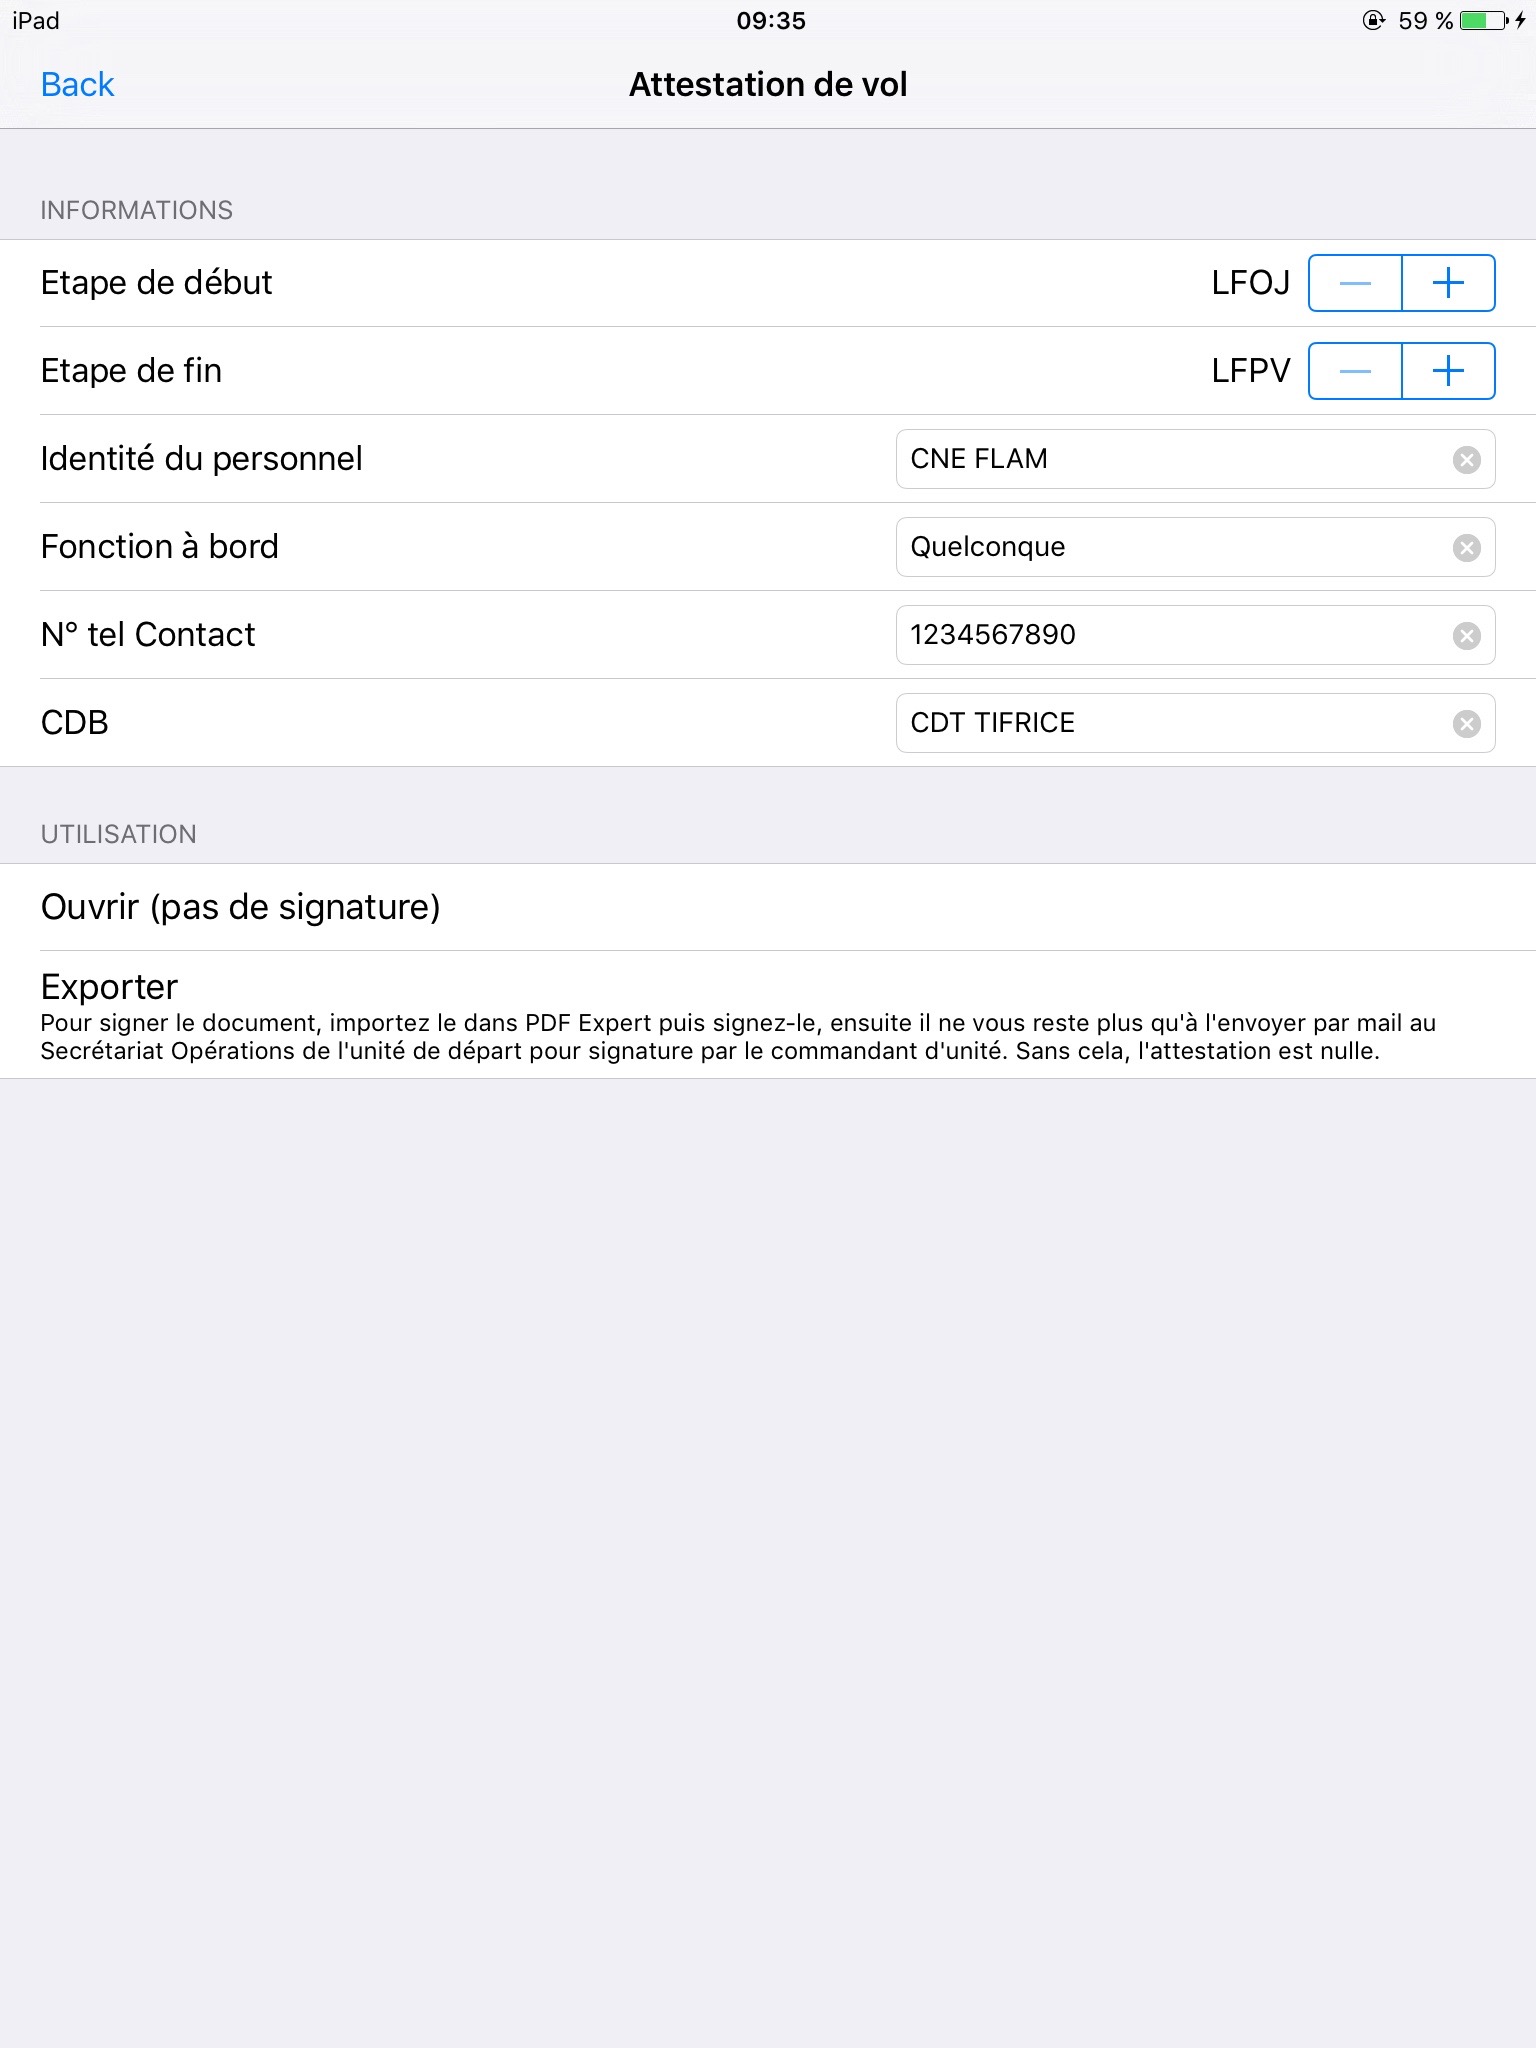 iPad
09:35
59 %
Back
Attestation de vol
INFORMATIONS
Etape de début
LFOJ
Etape de fin
LFPV
Identité du personnel
CNE FLAM
Fonction à bord
Quelconque
N° tel Contact
1234567890
CDB
CDT TIFRICE
UTILISATION
Ouvrir (pas de signature)
Exporter
Pour signer le document, importez le dans PDF Expert puis signez-le, ensuite il ne vous reste plus qu'à l'envoyer par mail au
Secrétariat Opérations de l'unité de départ pour signature par le commandant d'unité. Sans cela, l'attestation est nulle.